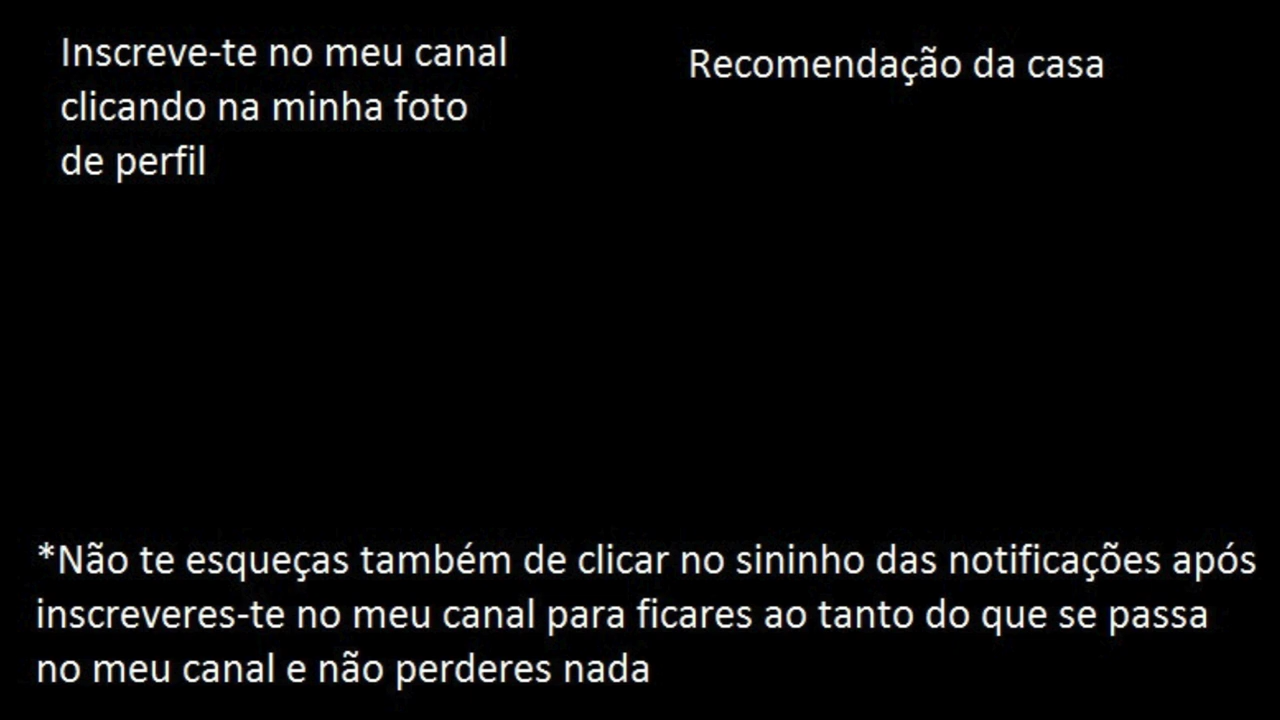 Inscreve-te no meu canal
clicando na minha foto
de perfil
Recomendação da casa
*Não te esqueças também de clicar no sininho das notificações após
inscreveres-te no meu canal para ficares ao tanto do que se passa
no meu canal e não perderes nada